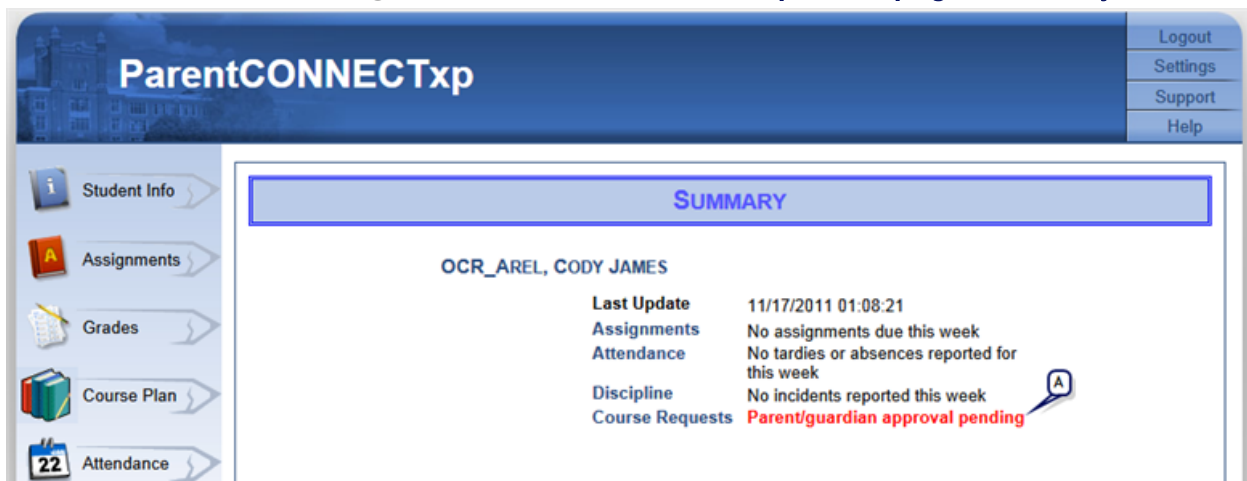 ParentCONNECTxp
Logout
Settings
Support
Help
Student Info
Assignments
Grades
Course Plan
22 Attendance
SUMMARY
OCR_AREL, CODY JAMES
Last Update 11/17/2011 01:08:21
Assignments No assignments due this week
Attendance No tardies or absences reported for
this week
Discipline No incidents reported this week
Course Requests Parent/guardian approval pending
A